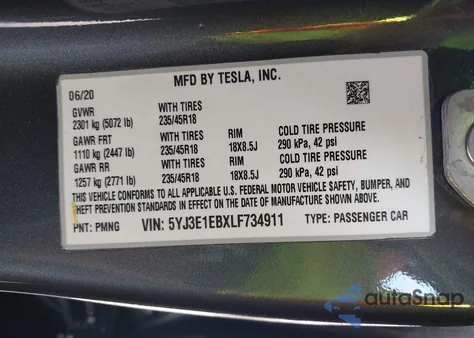 MFD BY TESLA, INC.
06/20
GVWR WITH TIRES
2301 kg (5072 lb) 235/45R18
GAWR FRT WITH TIRES RIM COLD TIRE PRESSURE
1110 kg (2447 lb) 235/45R18 18X8.5J 290 kPa, 42 psi
GAWR RR WITH TIRES RIM COLD TIRE PRESSURE
1257 kg (2771 lb) 235/45R18 18X8.5J 290 kPa, 42 psi
THIS VEHICLE CONFORMS TO ALL APPLICABLE U.S. FEDERAL MOTOR VEHICLE SAFETY, BUMPER, AND
THEFT PREVENTION STANDARDS IN EFFECT ON THE DATE OF MANUFACTURE SHOWN ABOVE.
PNT: PMNG VIN: 5YJ3E1EBXLF734911 TYPE: PASSENGER CAR
autoSnap